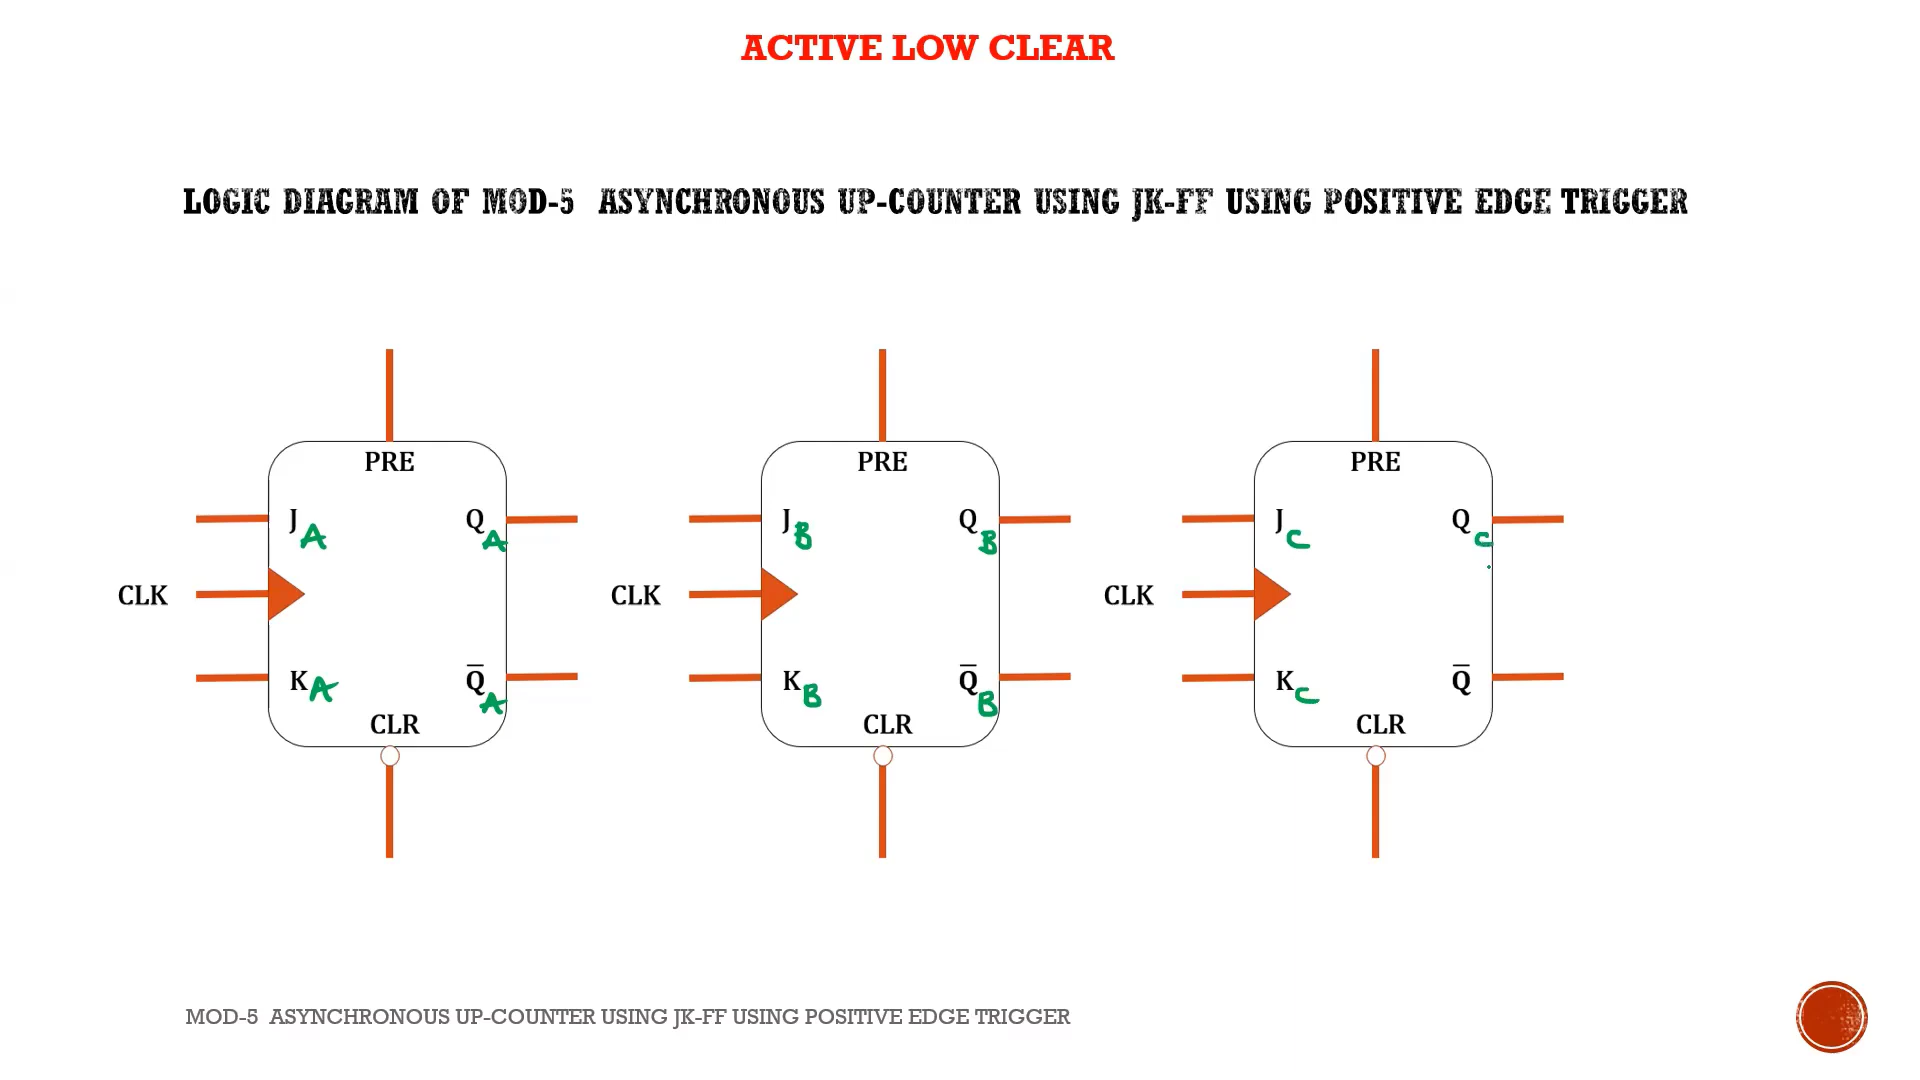 ACTIVE LOW CLEAR
LOGIC DIAGRAM OF MOD-5 ASYNCHRONOUS UP-COUNTER USING JK-FF USING POSITIVE EDGE TRIGGER
PRE PRE PRE
J A Q A J B Q B J C Q C
CLK CLK CLK
K A Q̅ A K B Q̅ B K C Q̅
CLR CLR CLR
MOD-5 ASYNCHRONOUS UP-COUNTER USING JK-FF USING POSITIVE EDGE TRIGGER